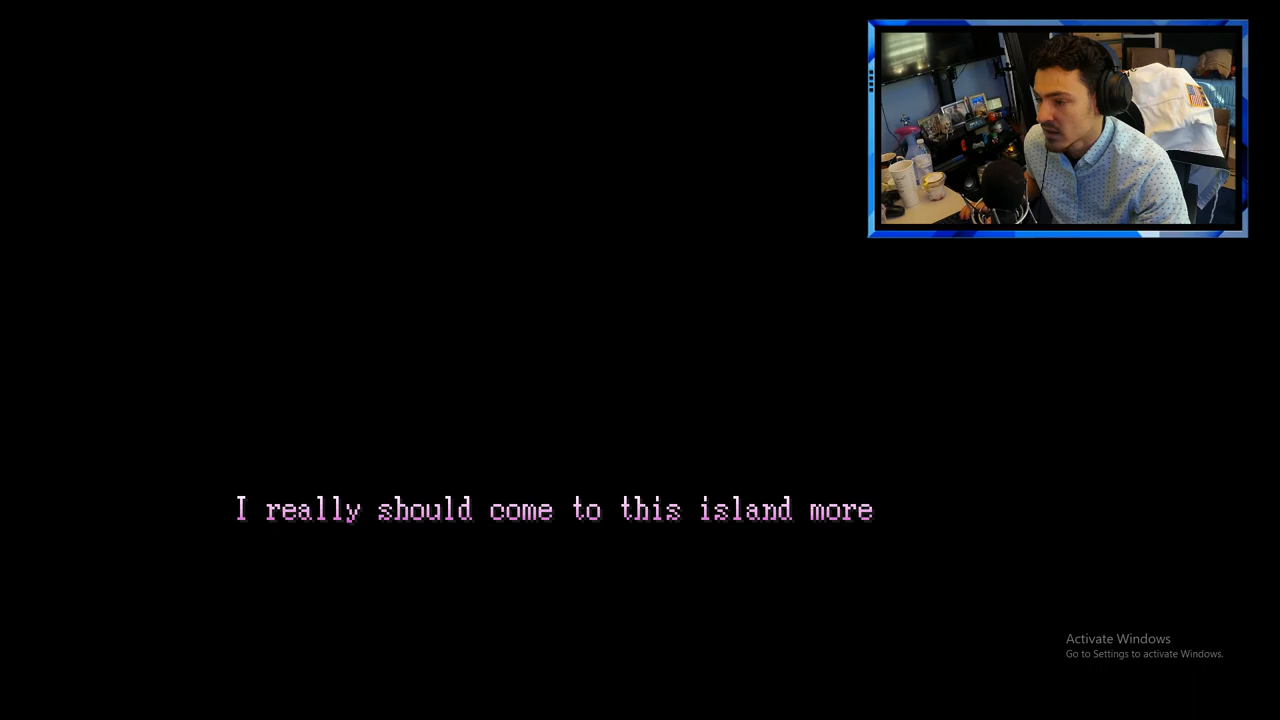 I really should come to this island more
Activate Windows
Go to Settings to activate Windows.